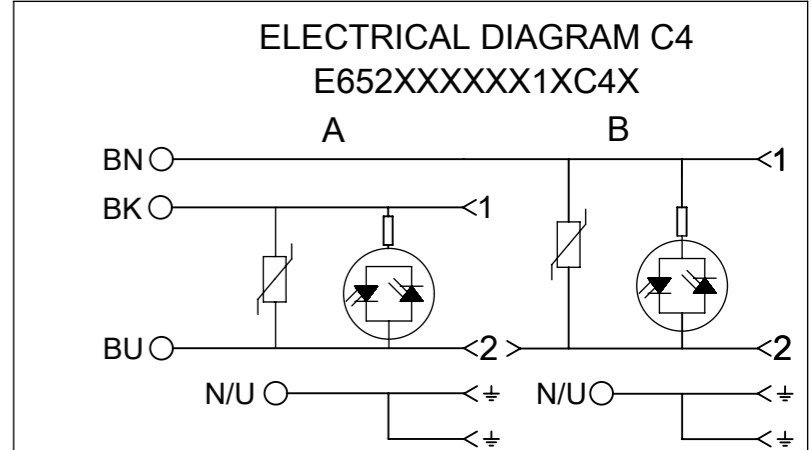 ELECTRICAL DIAGRAM C4
E652XXXXXX1XC4X
A B
BN 1
BK 1
BU 2 2
N/U N/U